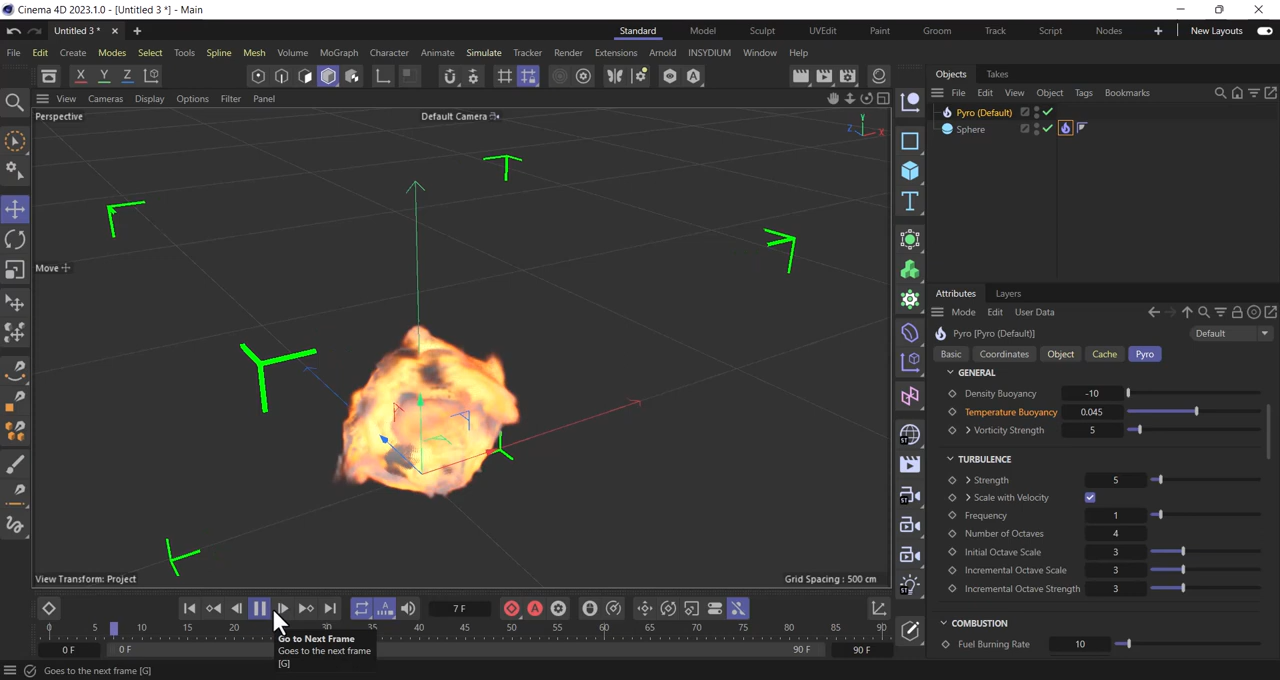 Cinema 4D 2023.1.0 - [Untitled 3 *] - Main
Untitled 3 *
Standard Model Sculpt UVEdit Paint Groom Track Script Nodes New Layouts
File Edit Create Modes Select Tools Spline Mesh Volume MoGraph Character Animate Simulate Tracker Render Extensions Arnold INSYDIUM Window Help
X Y Z
Objects Takes
View Cameras Display Options Filter Panel
File Edit View Object Tags Bookmarks
Perspective
Default Camera
Y
Z X
Pyro (Default)
Sphere
Move
Attributes Layers
Mode Edit User Data
Pyro [Pyro (Default)]
Default
Basic Coordinates Object Cache Pyro
GENERAL
Density Buoyancy -10
Temperature Buoyancy 0.045
Vorticity Strength 5
TURBULENCE
Strength 5
Scale with Velocity
Frequency 1
Number of Octaves 4
Initial Octave Scale 3
Incremental Octave Scale 3
Incremental Octave Strength 3
COMBUSTION
Fuel Burning Rate 10
View Transform: Project
Grid Spacing : 500 cm
7 F
0 5 10 15 20 25 30 35 40 45 50 55 60 65 70 75 80 85 90
0 F 0 F 90 F 90 F
Go to Next Frame
Goes to the next frame
[G]
Goes to the next frame [G]